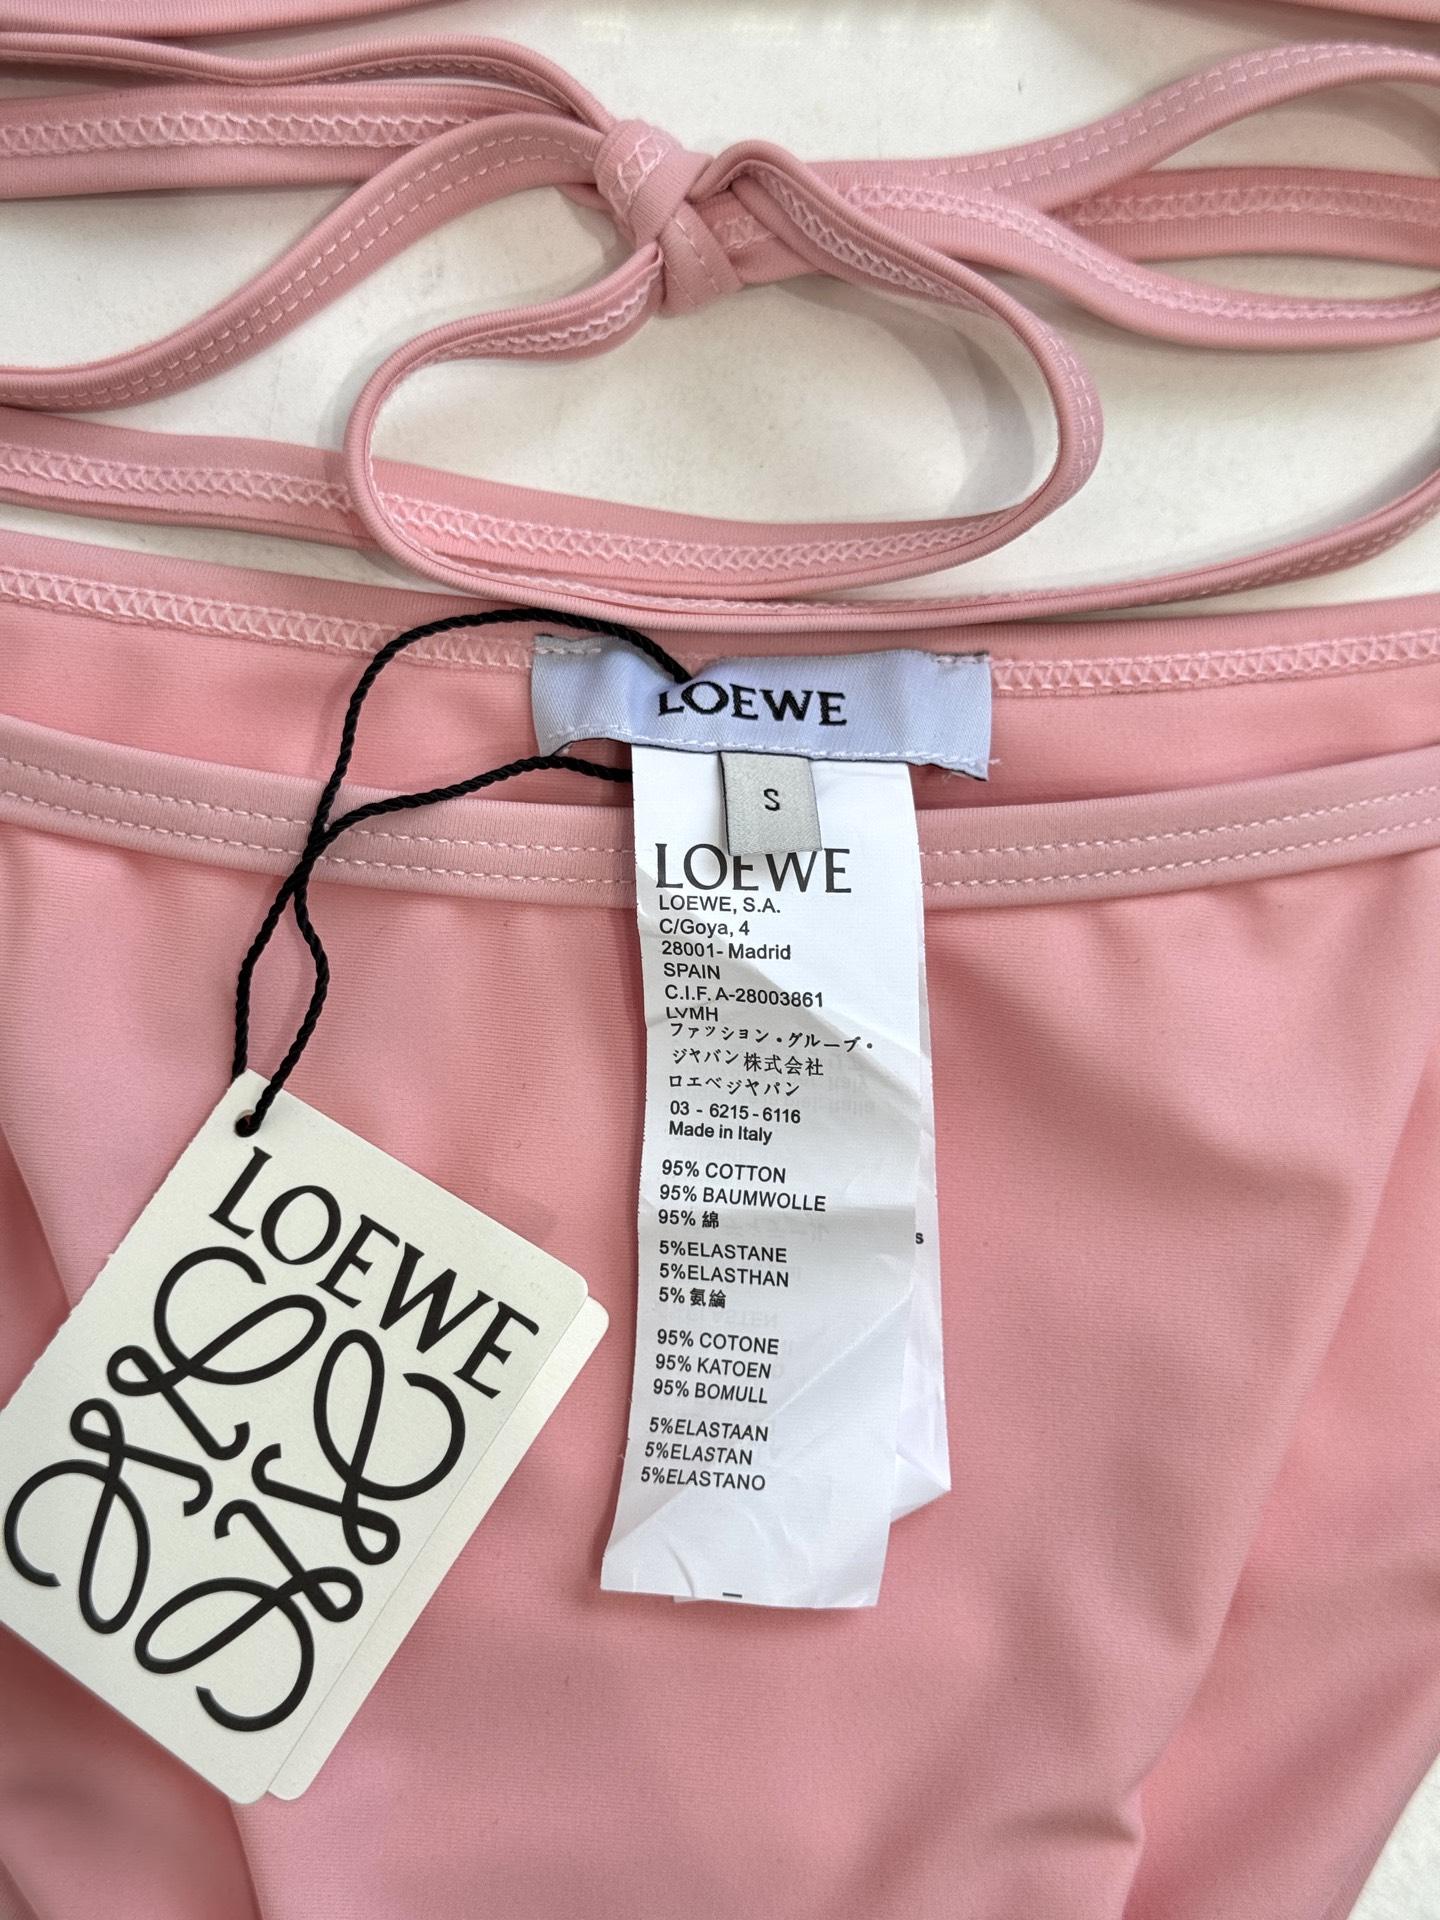 LOEWE
S
LOEWE
LOEWE, S.A.
C/Goya, 4
28001- Madrid
SPAIN
C.I.F. A-28003861
LVMH
ファッション・グループ・
ジャバン株式会社
ロエベジャパン
03 - 6215-6116
Made in Italy
95% COTTON
95% BAUMWOLLE
95% 綿
5%ELASTANE
5%ELASTHAN
5% 氨綸
95% COTONE
95% KATOEN
95% BOMULL
5%ELASTAAN
5%ELASTAN
5%ELASTANO
LOEWE